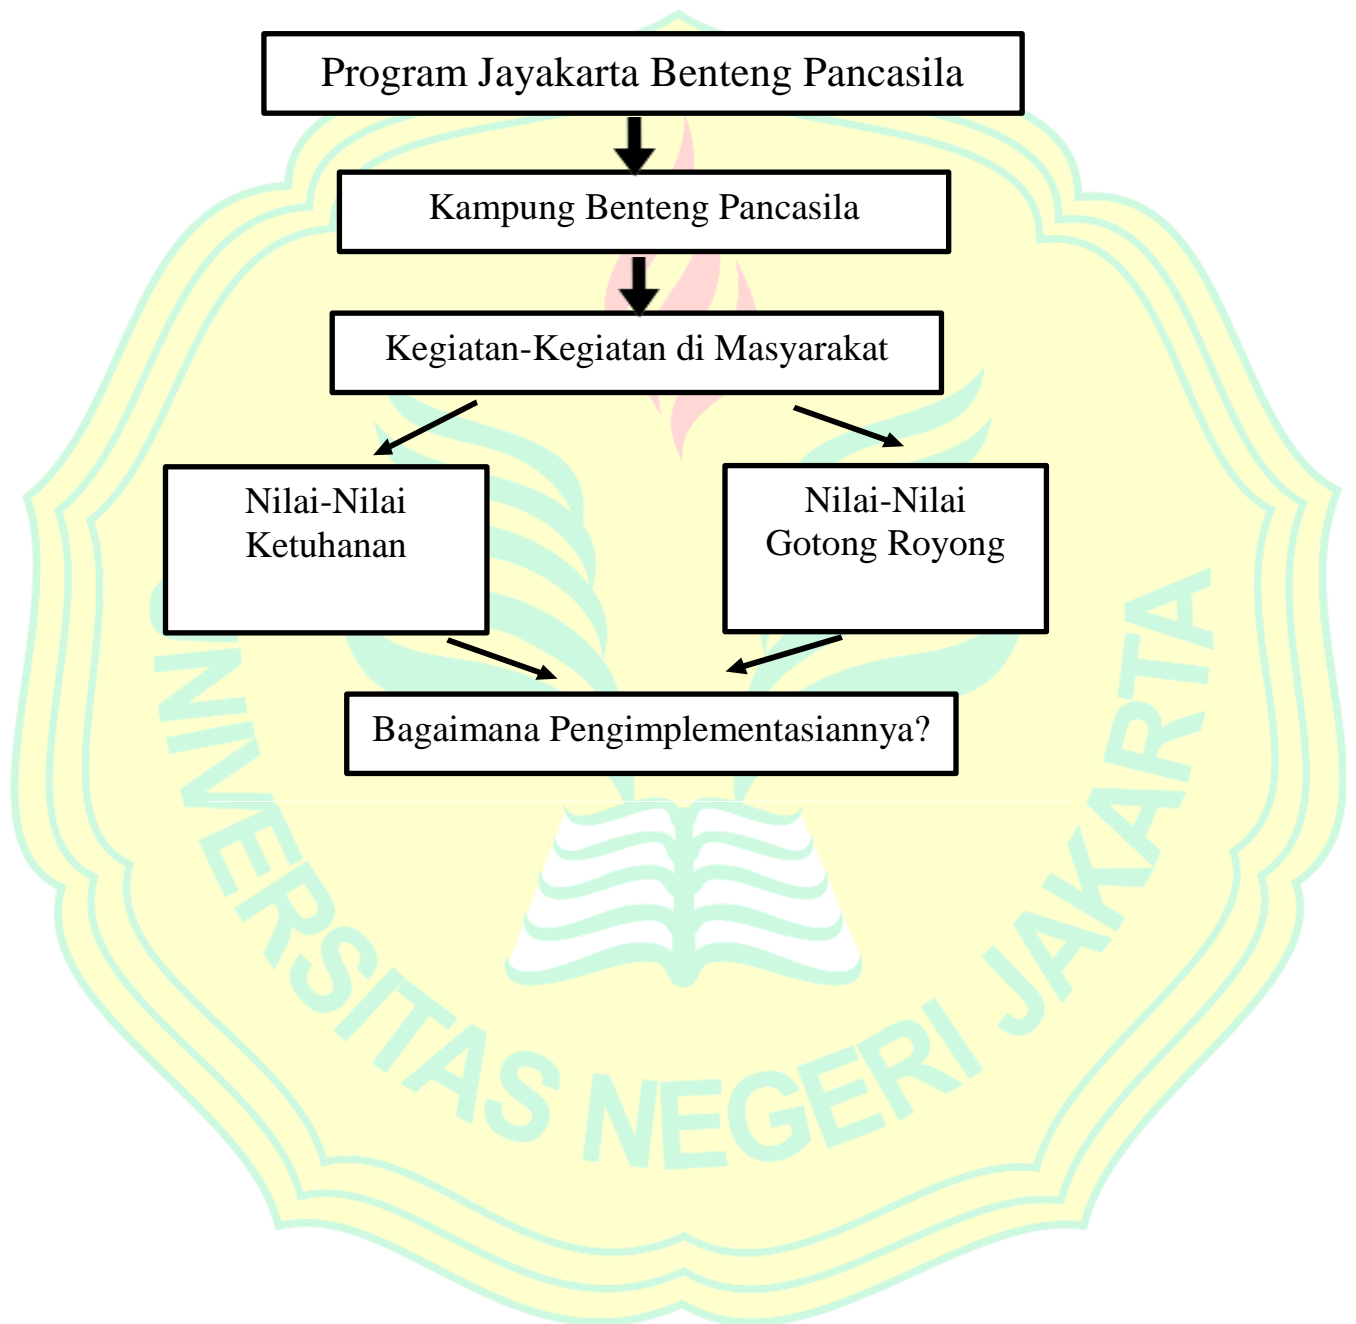 Program Jayakarta Benteng Pancasila
Kampung Benteng Pancasila
Kegiatan-Kegiatan di Masyarakat
Nilai-Nilai
Ketuhanan
Nilai-Nilai
Gotong Royong
Bagaimana Pengimplementasiannya?
UNIVERSITAS NEGERI JAKARTA